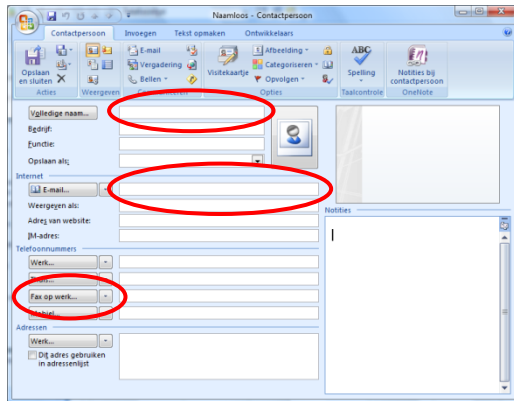 Naamloos - Contactpersoon
Contactpersoon Invoegen Tekst opmaken Ontwikkelaars
Opslaan en sluiten
E-mail
Vergadering
Bellen
Visitekaartje
Afbeelding
Categoriseren
Opvolgen
ABC
Spelling
Notities bij contactpersoon
Acties Weergeven Opties Taalcontrole OneNote
Volledige naam...
Bedrijf:
Functie:
Opslaan als:
Internet
E-mail...
Weergeven als:
Adres van website:
IM-adres:
Notities
Telefoonnummers
Werk...
Fax op werk...
Mobiel...
Adressen
Werk...
Dit adres gebruiken
in adressenlijst